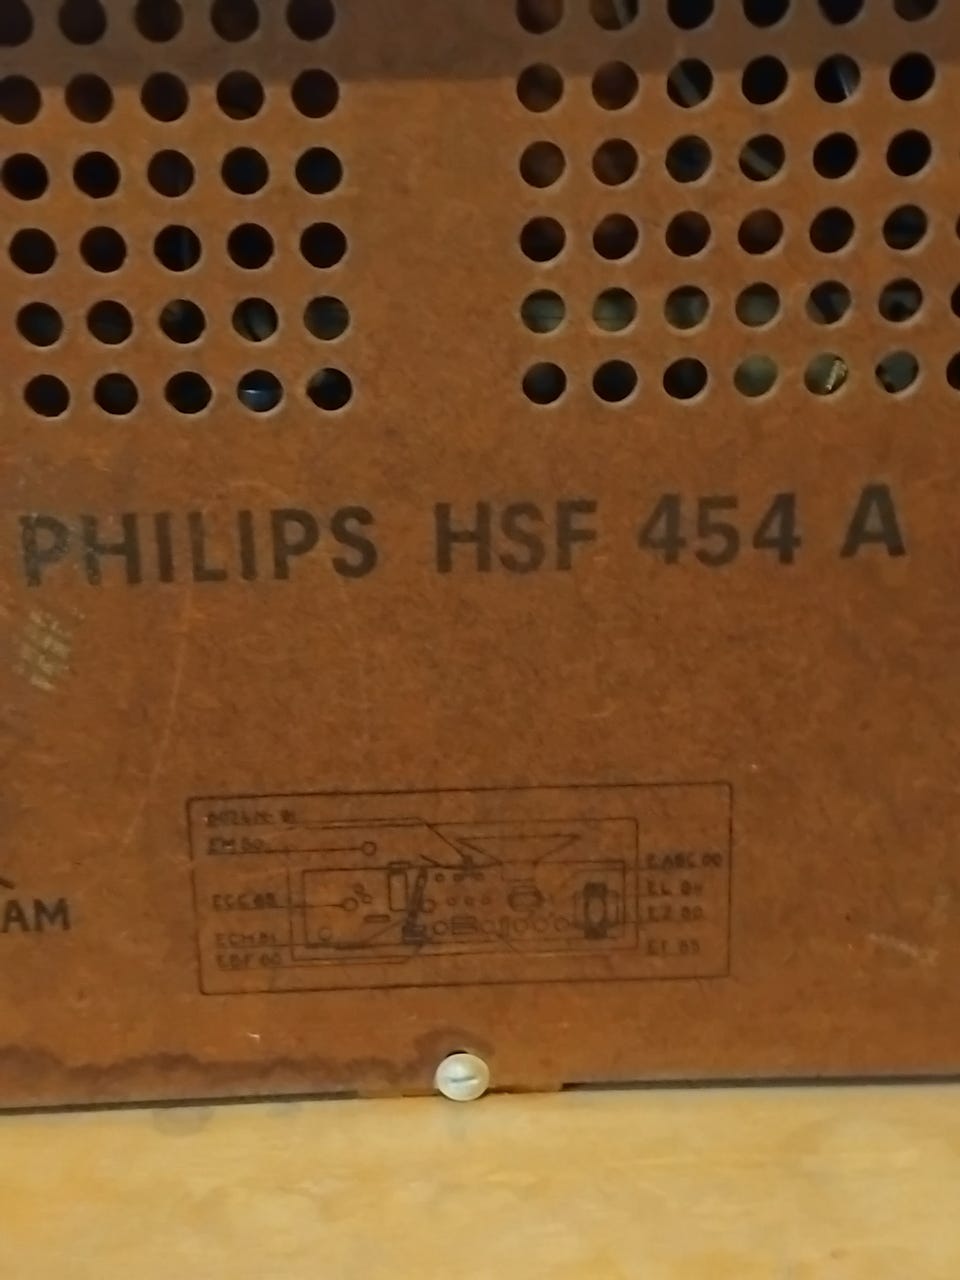 PHILIPS HSF 454 A
AM
EM 80
ECC 85
ECH 81
EBF 80
EABC 80
EL 84
EZ 80
EF 85